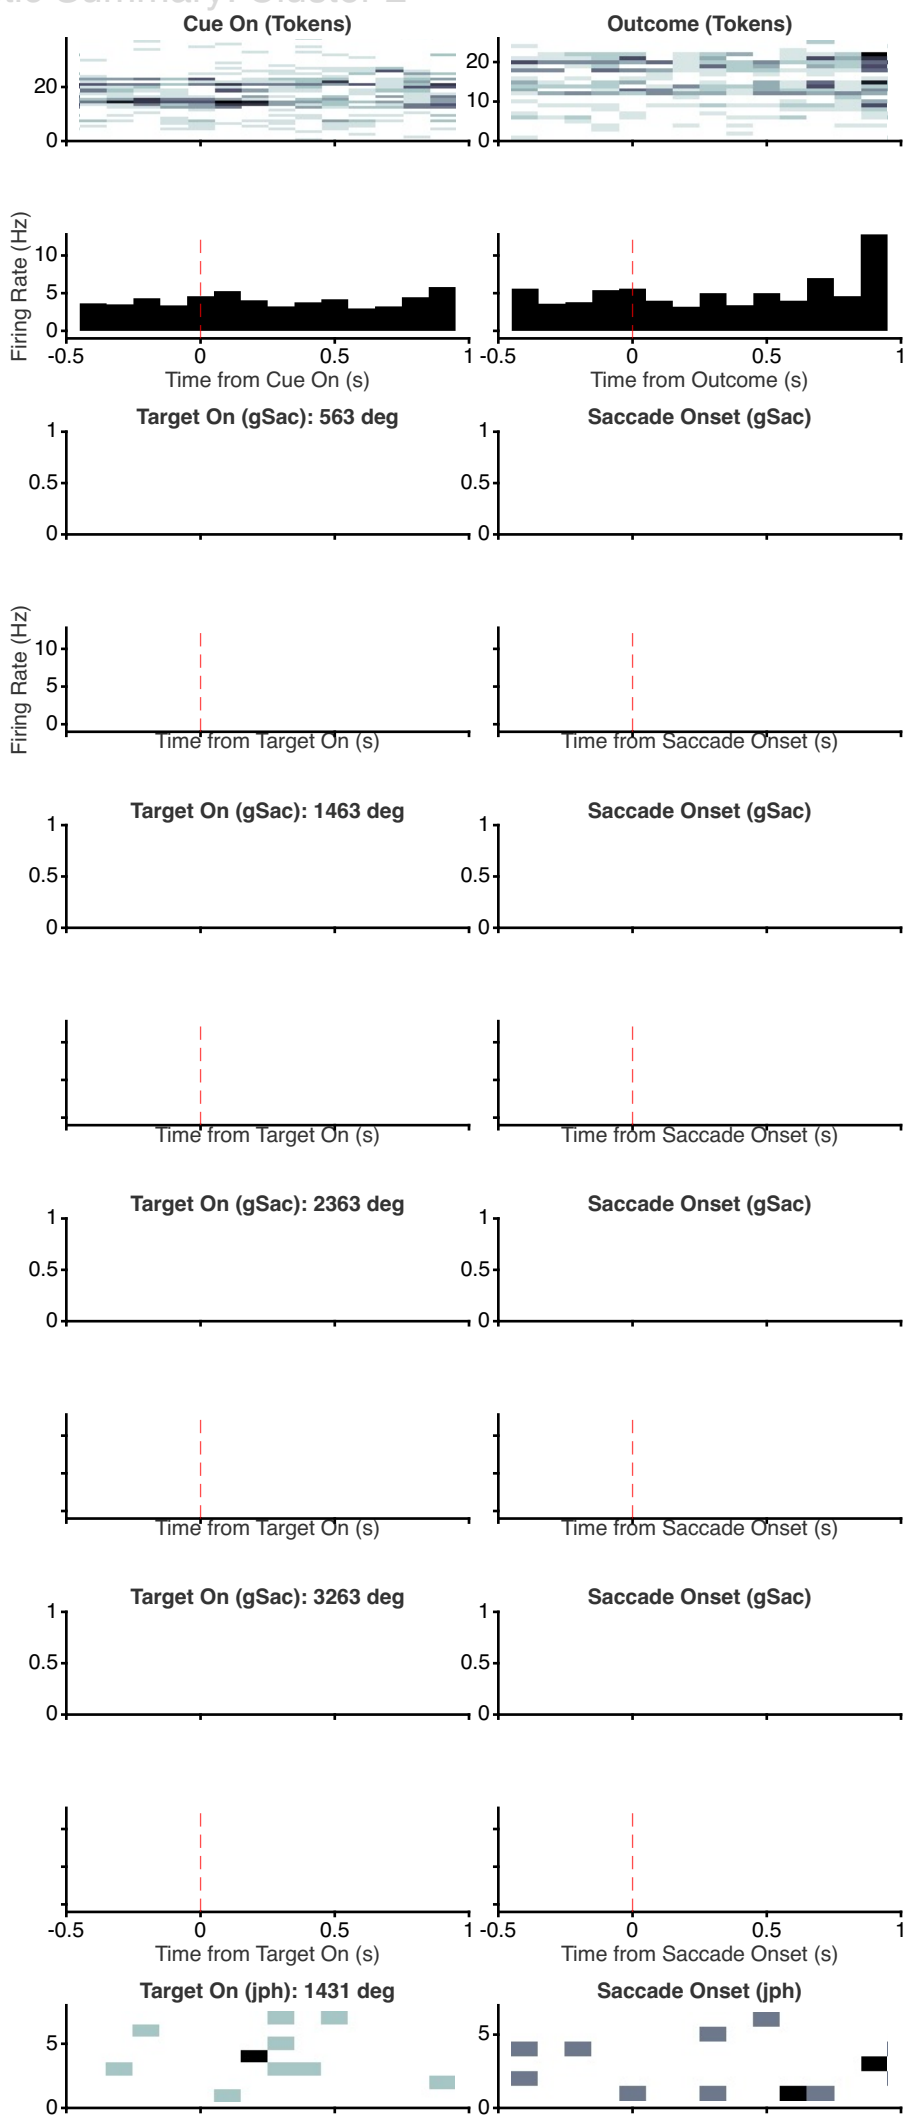 Summary: Cluster 2
Cue On (Tokens) Outcome (Tokens)
20
0
20
10
0
Firing Rate (Hz)
10
5
0
-0.5 0 0.5 1 -0.5 0 0.5 1
Time from Cue On (s) Time from Outcome (s)
Target On (gSac): 563 deg Saccade Onset (gSac)
1 1
0.5 0.5
0 0
Firing Rate (Hz)
10
5
0
Time from Target On (s) Time from Saccade Onset (s)
Target On (gSac): 1463 deg Saccade Onset (gSac)
1 1
0.5 0.5
0 0
Time from Target On (s) Time from Saccade Onset (s)
Target On (gSac): 2363 deg Saccade Onset (gSac)
1 1
0.5 0.5
0 0
Time from Target On (s) Time from Saccade Onset (s)
Target On (gSac): 3263 deg Saccade Onset (gSac)
1 1
0.5 0.5
0 0
-0.5 0 0.5 1 -0.5 0 0.5 1
Time from Target On (s) Time from Saccade Onset (s)
Target On (jph): 1431 deg Saccade Onset (jph)
5 5
0 0